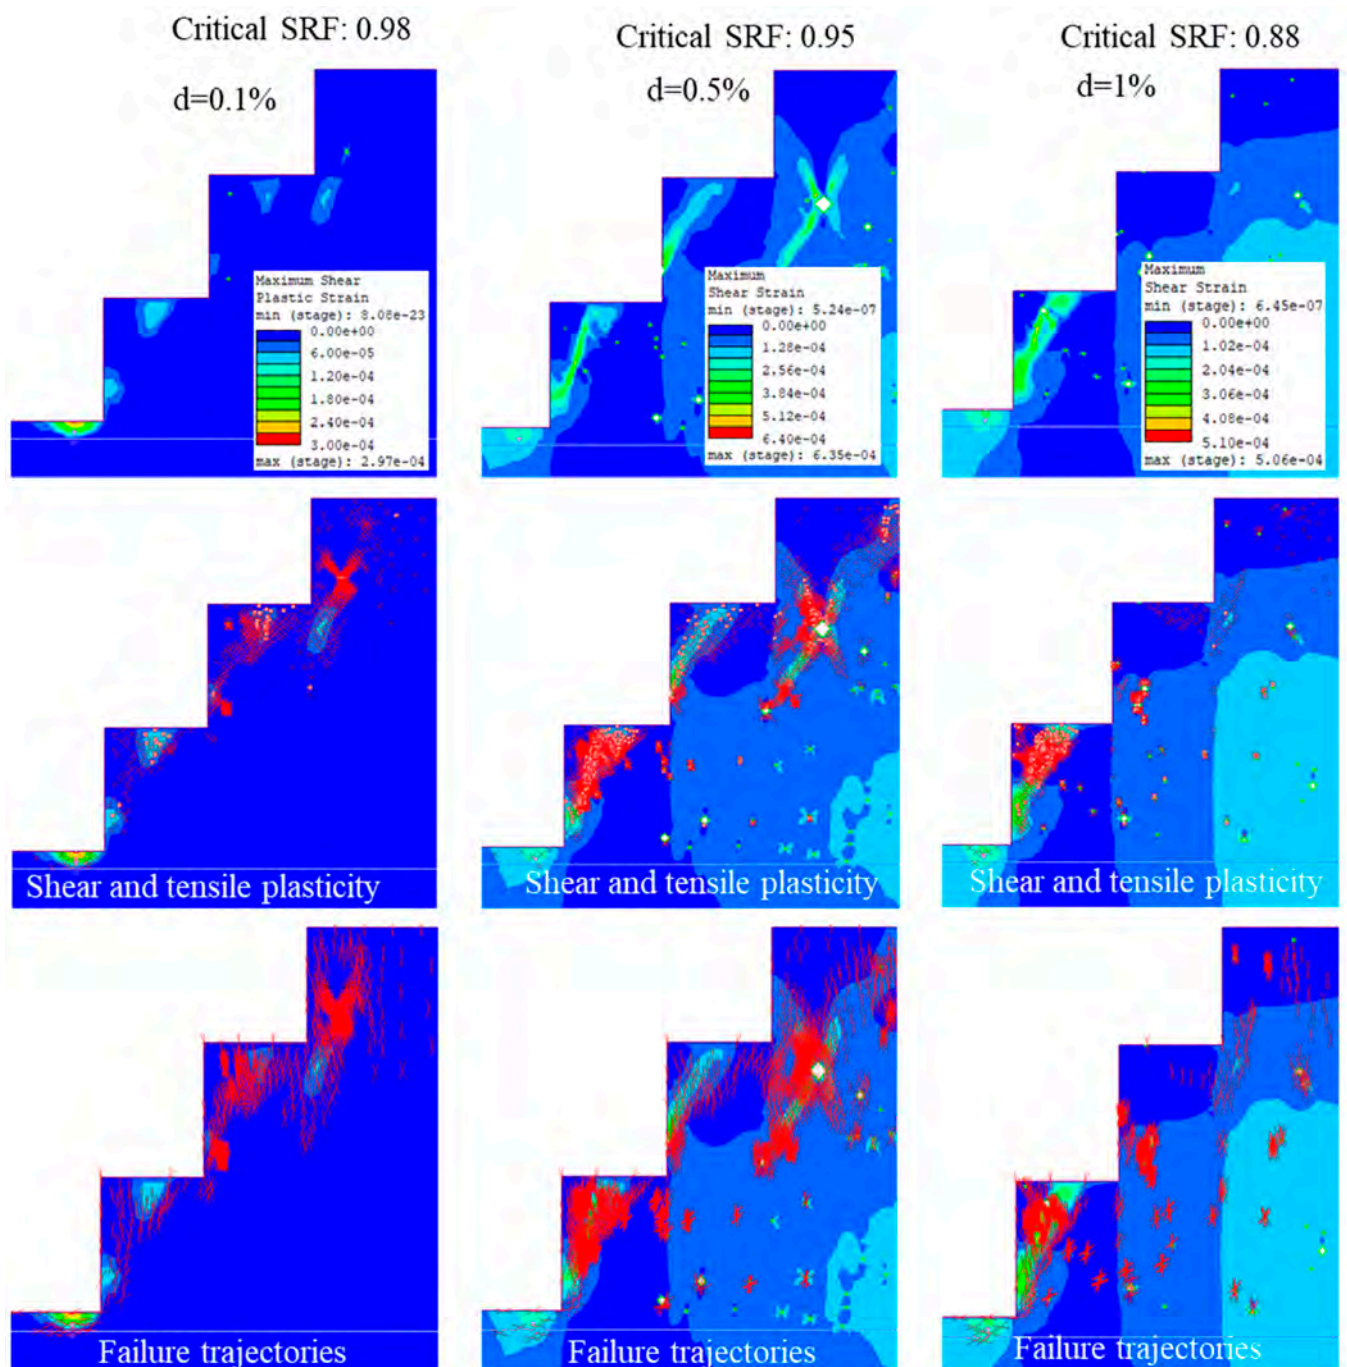 Critical SRF: 0.98
Critical SRF: 0.95
Critical SRF: 0.88
d=0.1%
d=0.5%
d=1%
Maximum Shear
Plastic Strain
min (stage): 8.08e-23
0.00e+00
6.00e-05
1.20e-04
1.80e-04
2.40e-04
3.00e-04
max (stage): 2.97e-04
Maximum
Shear Strain
min (stage): 5.24e-07
0.00e+00
1.28e-04
2.56e-04
3.84e-04
5.12e-04
6.40e-04
max (stage): 6.35e-04
Maximum
Shear Strain
min (stage): 6.45e-07
0.00e+00
1.02e-04
2.04e-04
3.06e-04
4.08e-04
5.10e-04
max (stage): 5.06e-04
Shear and tensile plasticity
Shear and tensile plasticity
Shear and tensile plasticity
Failure trajectories
Failure trajectories
Failure trajectories